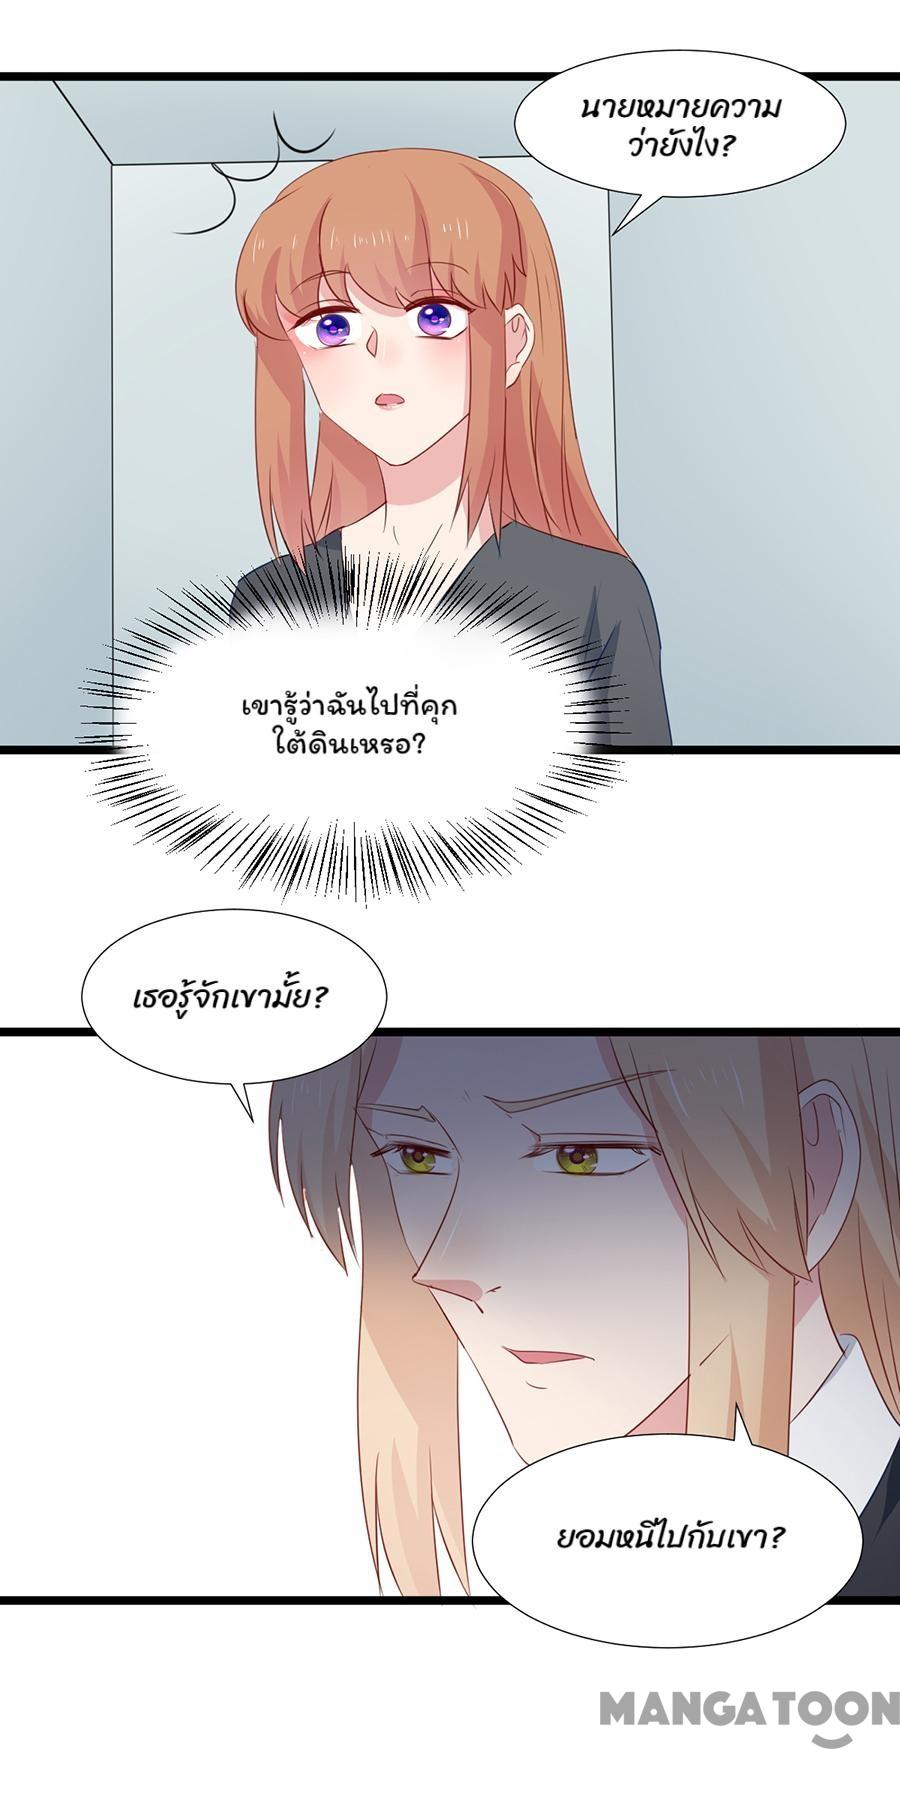 นายหมายความ
ว่ายังไง?
เขารู้ว่าฉันไปที่คุก
ใต้ดินเหรอ?
เธอรู้จักเขามั้ย?
ยอมหนีไปกับเขา?
MANGATOON